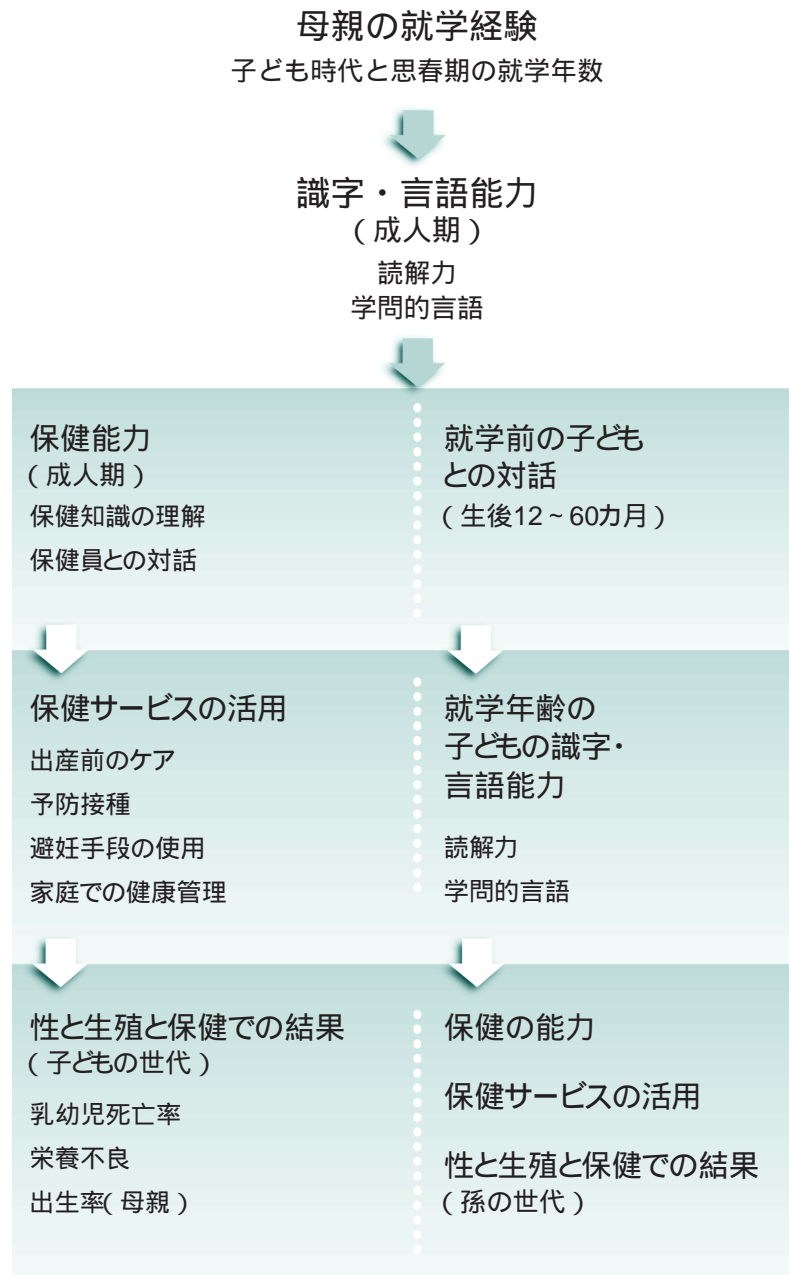 母親の就学経験
子ども時代と思春期の就学年数
識字・言語能力
(成人期)
読解力
学問的言語
保健能力
(成人期)
保健知識の理解
保健員との対話
就学前の子ども
との対話
(生後12~60カ月)
保健サービスの活用
出産前のケア
予防接種
避妊手段の使用
家庭での健康管理
就学年齢の
子どもの識字・
言語能力
読解力
学問的言語
性と生殖と保健での結果
(子どもの世代)
乳幼児死亡率
栄養不良
出生率(母親)
保健の能力
保健サービスの活用
性と生殖と保健での結果
(孫の世代)